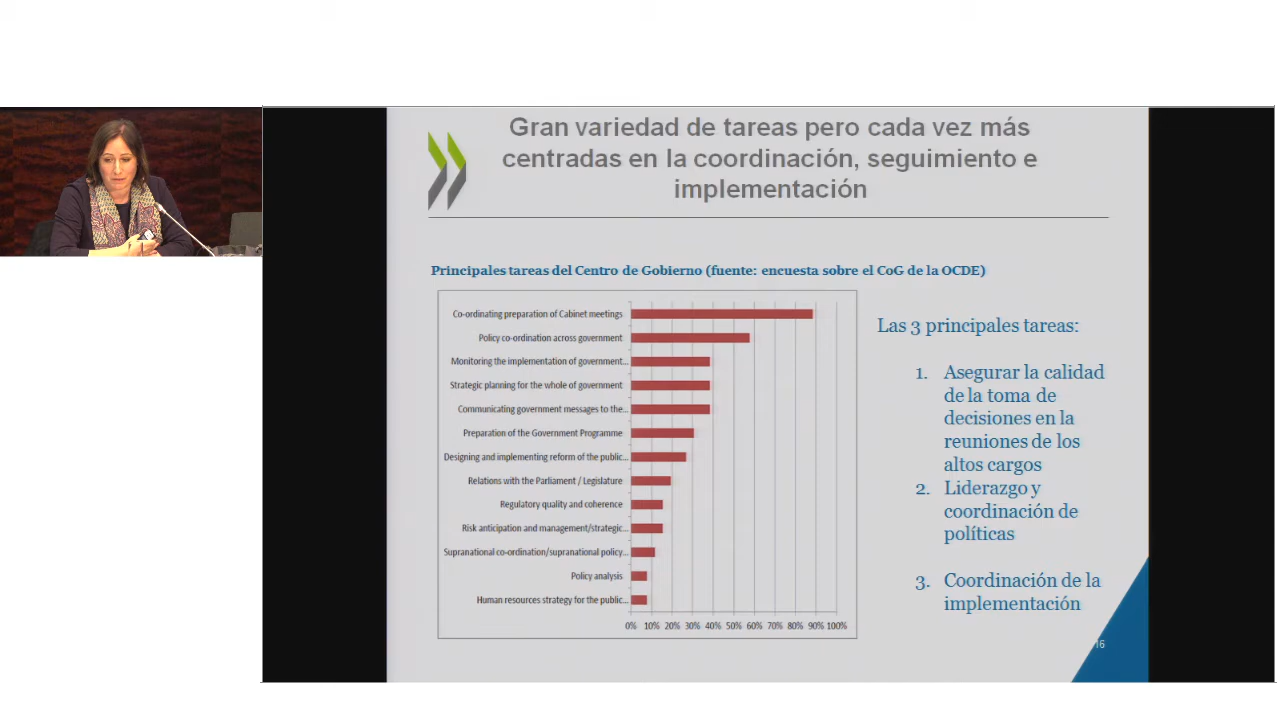 Gran variedad de tareas pero cada vez más
centradas en la coordinación, seguimiento e
implementación
Principales tareas del Centro de Gobierno (fuente: encuesta sobre el CoG de la OCDE)
Co-ordinating preparation of Cabinet meetings
Policy co-ordination across government
Monitoring the implementation of government...
Strategic planning for the whole of government
Communicating government messages to the...
Preparation of the Government Programme
Designing and implementing reform of the public...
Relations with the Parliament / Legislature
Regulatory quality and coherence
Risk anticipation and management/strategic...
Supranational co-ordination/supranational policy...
Policy analysis
Human resources strategy for the public...
0% 10% 20% 30% 40% 50% 60% 70% 80% 90% 100%
Las 3 principales tareas:
1. Asegurar la calidad
de la toma de
decisiones en la
reuniones de los
altos cargos
2. Liderazgo y
coordinación de
políticas
3. Coordinación de la
implementación
16